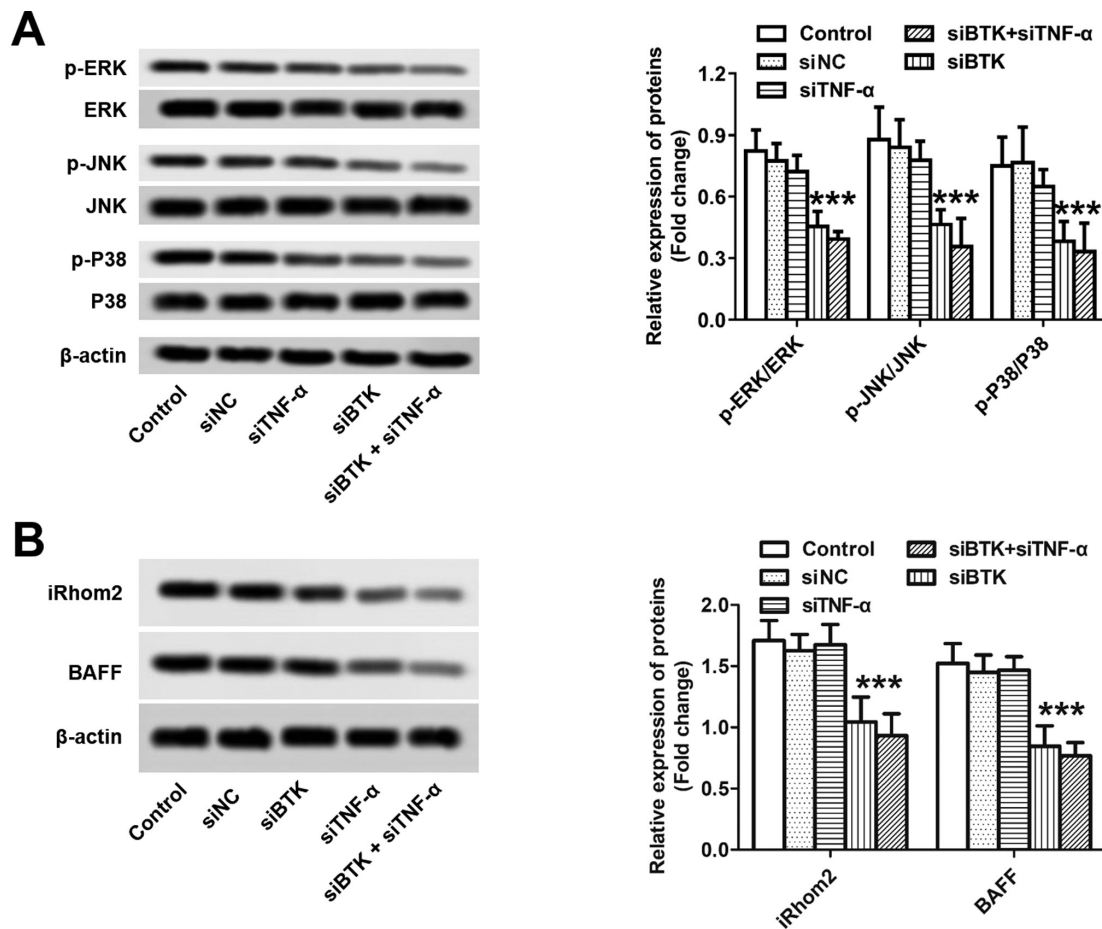 A
p-ERK
ERK
p-JNK
JNK
p-P38
P38
β-actin
Control
siNC
siTNF-α
siBTK
siBTK + siTNF-α
Control
siNC
siTNF-α
siBTK+siTNF-α
siBTK
Relative expression of proteins
(Fold change)
1.2
0.9
0.6
0.3
0.0
***
***
***
p-ERK/ERK
p-JNK/JNK
p-P38/P38
B
iRhom2
BAFF
β-actin
Control
siNC
siBTK
siTNF-α
siBTK + siTNF-α
Control
siNC
siTNF-α
siBTK+siTNF-α
siBTK
Relative expression of proteins
(Fold change)
2.0
1.5
1.0
0.5
0.0
***
***
iRhom2
BAFF